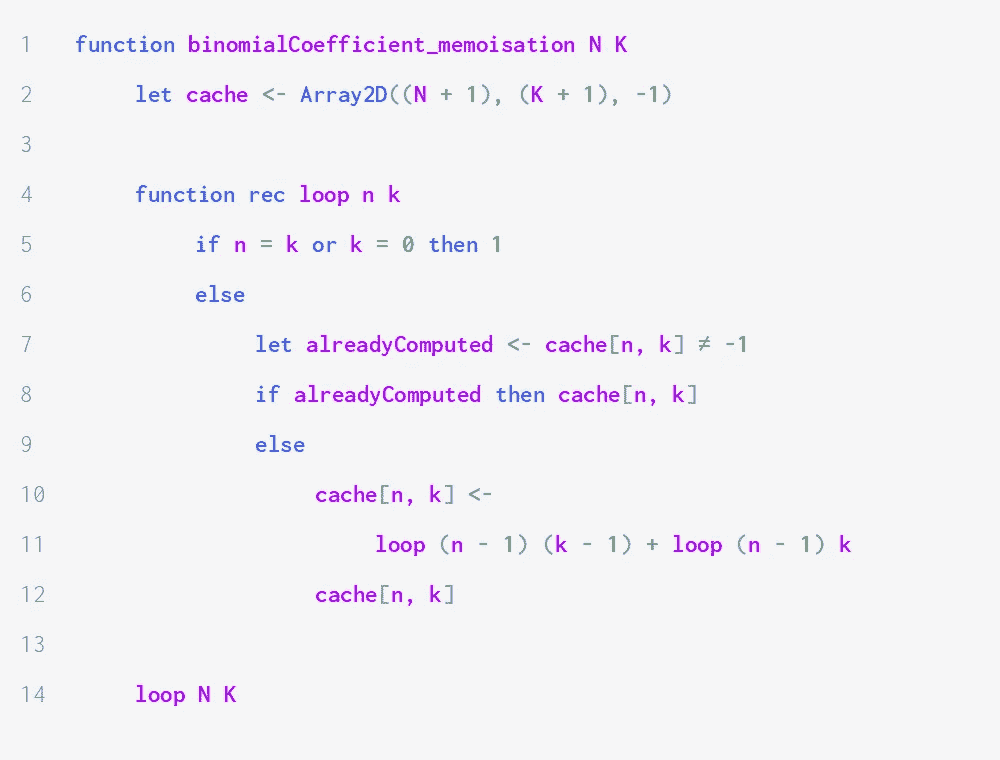 1 function binomialCoefficient_memoisation N K
2 let cache <- Array2D((N + 1), (K + 1), -1)
3
4 function rec loop n k
5 if n = k or k = 0 then 1
6 else
7 let alreadyComputed <- cache[n, k] ≠ -1
8 if alreadyComputed then cache[n, k]
9 else
10 cache[n, k] <-
11 loop (n - 1) (k - 1) + loop (n - 1) k
12 cache[n, k]
13
14 loop N K